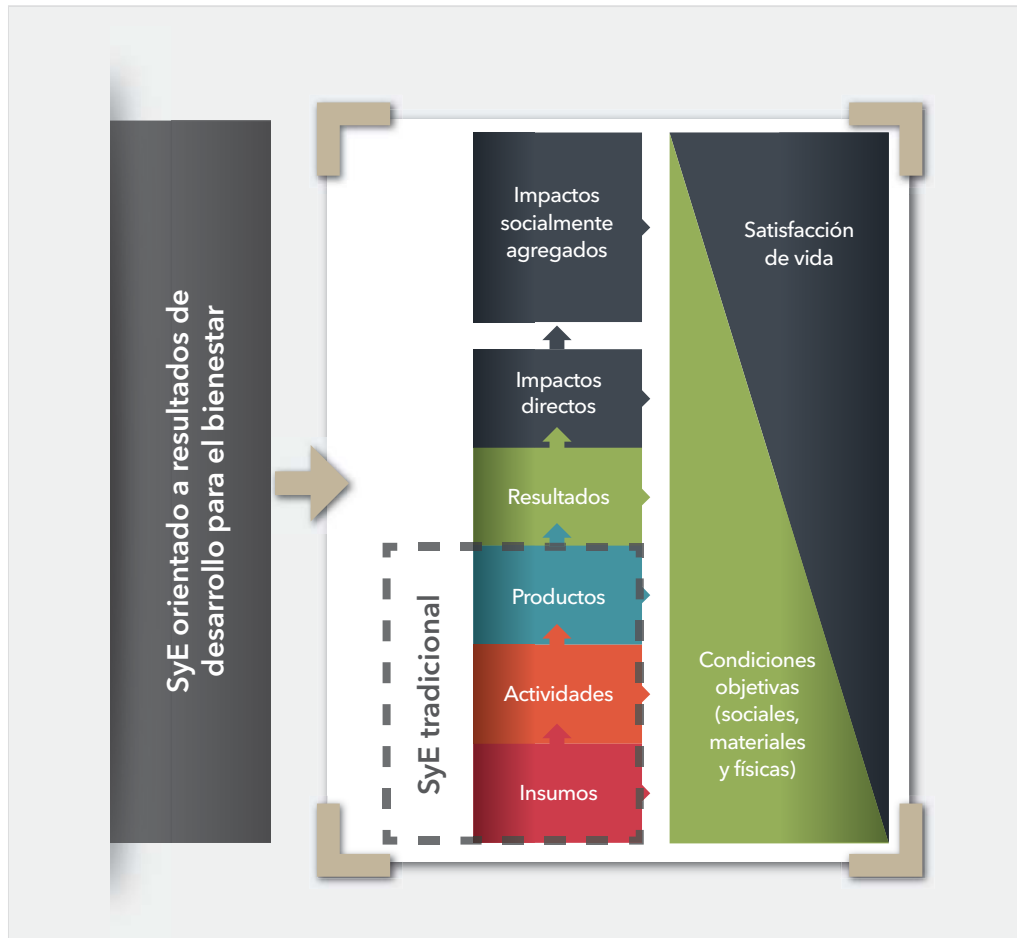 SyE orientado a resultados de
desarrollo para el bienestar
SyE tradicional
Impactos
socialmente
agregados
Impactos
directos
Resultados
Productos
Actividades
Insumos
Satisfacción
de vida
Condiciones
objetivas
(sociales,
materiales
y físicas)